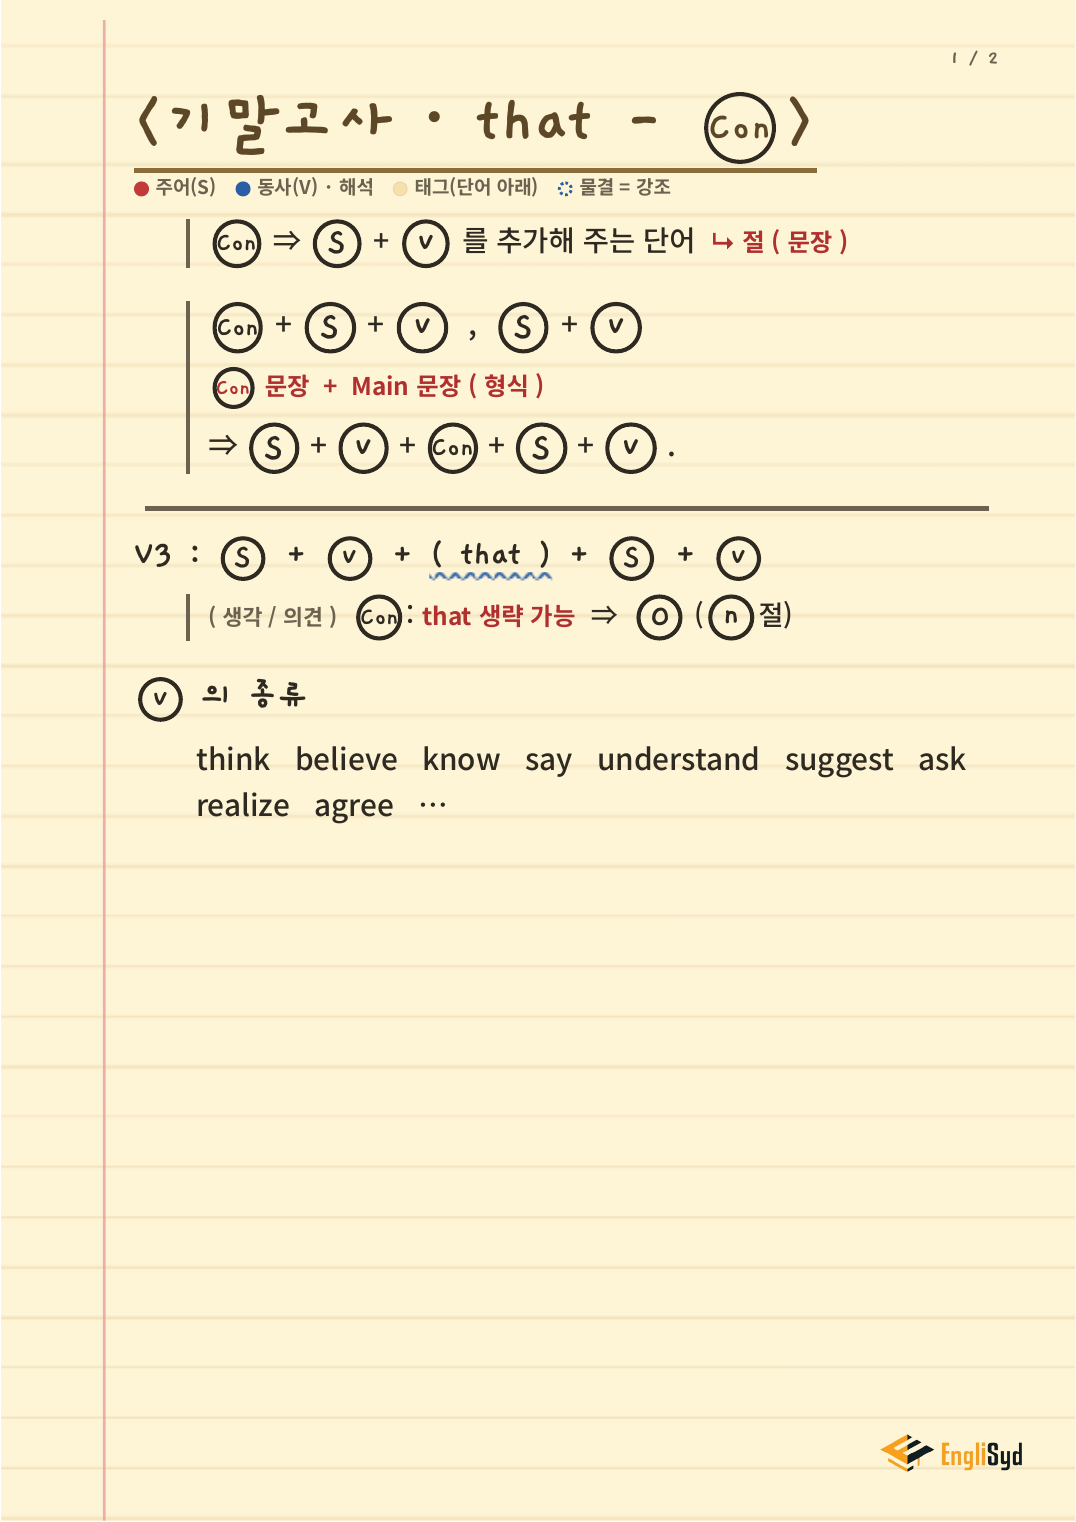 1 / 2
〈기말고사 · that - Con〉
주어(S) 동사(V) · 해석 태그(단어 아래) 물결 = 강조
Con ⇒ S + V 를 추가해 주는 단어 ↳ 절 ( 문장 )
Con + S + V , S + V
Con 문장 + Main 문장 ( 형식 )
⇒ S + V + Con + S + V .
V3 : S + V + ( that ) + S + V
( 생각 / 의견 ) Con : that 생략 가능 ⇒ O ( n 절)
V 의 종류
think believe know say understand suggest ask
realize agree ···
EngliSyd